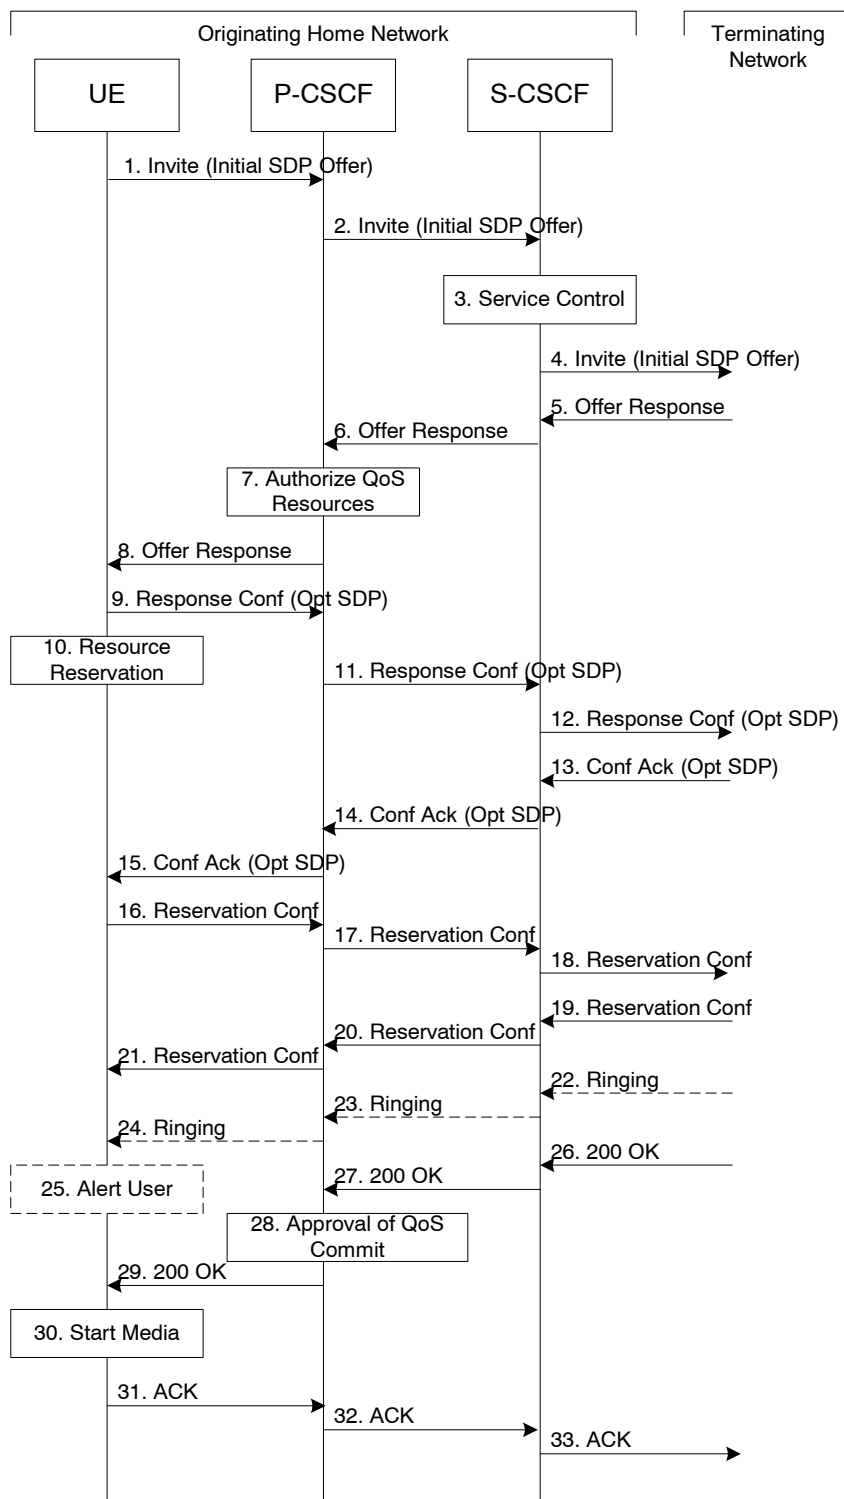 Originating Home Network
Terminating
Network
UE
P-CSCF
S-CSCF
1. Invite (Initial SDP Offer)
2. Invite (Initial SDP Offer)
3. Service Control
4. Invite (Initial SDP Offer)
5. Offer Response
6. Offer Response
7. Authorize QoS
Resources
8. Offer Response
9. Response Conf (Opt SDP)
10. Resource
Reservation
11. Response Conf (Opt SDP)
12. Response Conf (Opt SDP)
13. Conf Ack (Opt SDP)
14. Conf Ack (Opt SDP)
15. Conf Ack (Opt SDP)
16. Reservation Conf
17. Reservation Conf
18. Reservation Conf
19. Reservation Conf
20. Reservation Conf
21. Reservation Conf
22. Ringing
23. Ringing
24. Ringing
25. Alert User
26. 200 OK
27. 200 OK
28. Approval of QoS
Commit
29. 200 OK
30. Start Media
31. ACK
32. ACK
33. ACK